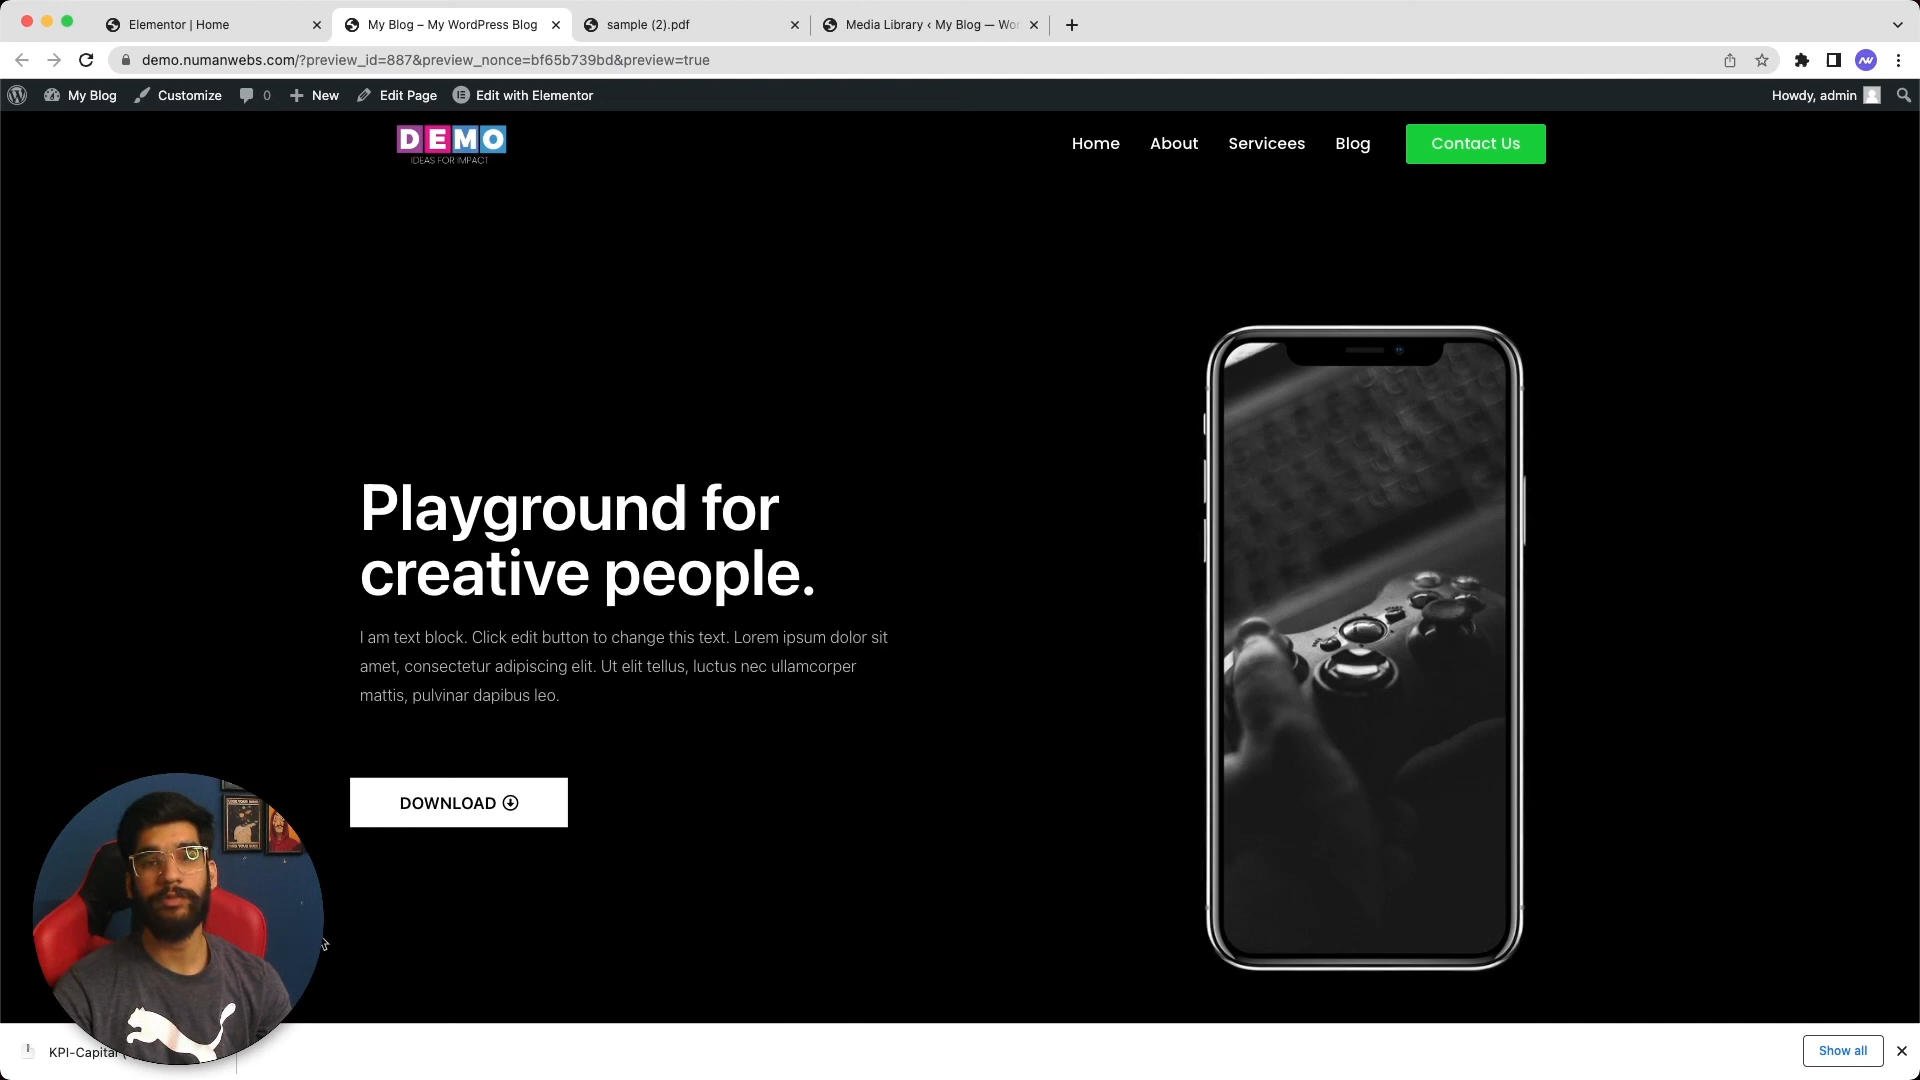 Elementor | Home
My Blog – My WordPress Blog
sample (2).pdf
Media Library ‹ My Blog — Wor
demo.numanwebs.com/?preview_id=887&preview_nonce=bf65b739bd&preview=true
My Blog
Customize
0
New
Edit Page
Edit with Elementor
Howdy, admin
DEMO
IDEAS FOR IMPACT
Home
About
Servicees
Blog
Contact Us
Playground for
creative people.
I am text block. Click edit button to change this text. Lorem ipsum dolor sit
amet, consectetur adipiscing elit. Ut elit tellus, luctus nec ullamcorper
mattis, pulvinar dapibus leo.
DOWNLOAD
KPI-Capital
Show all